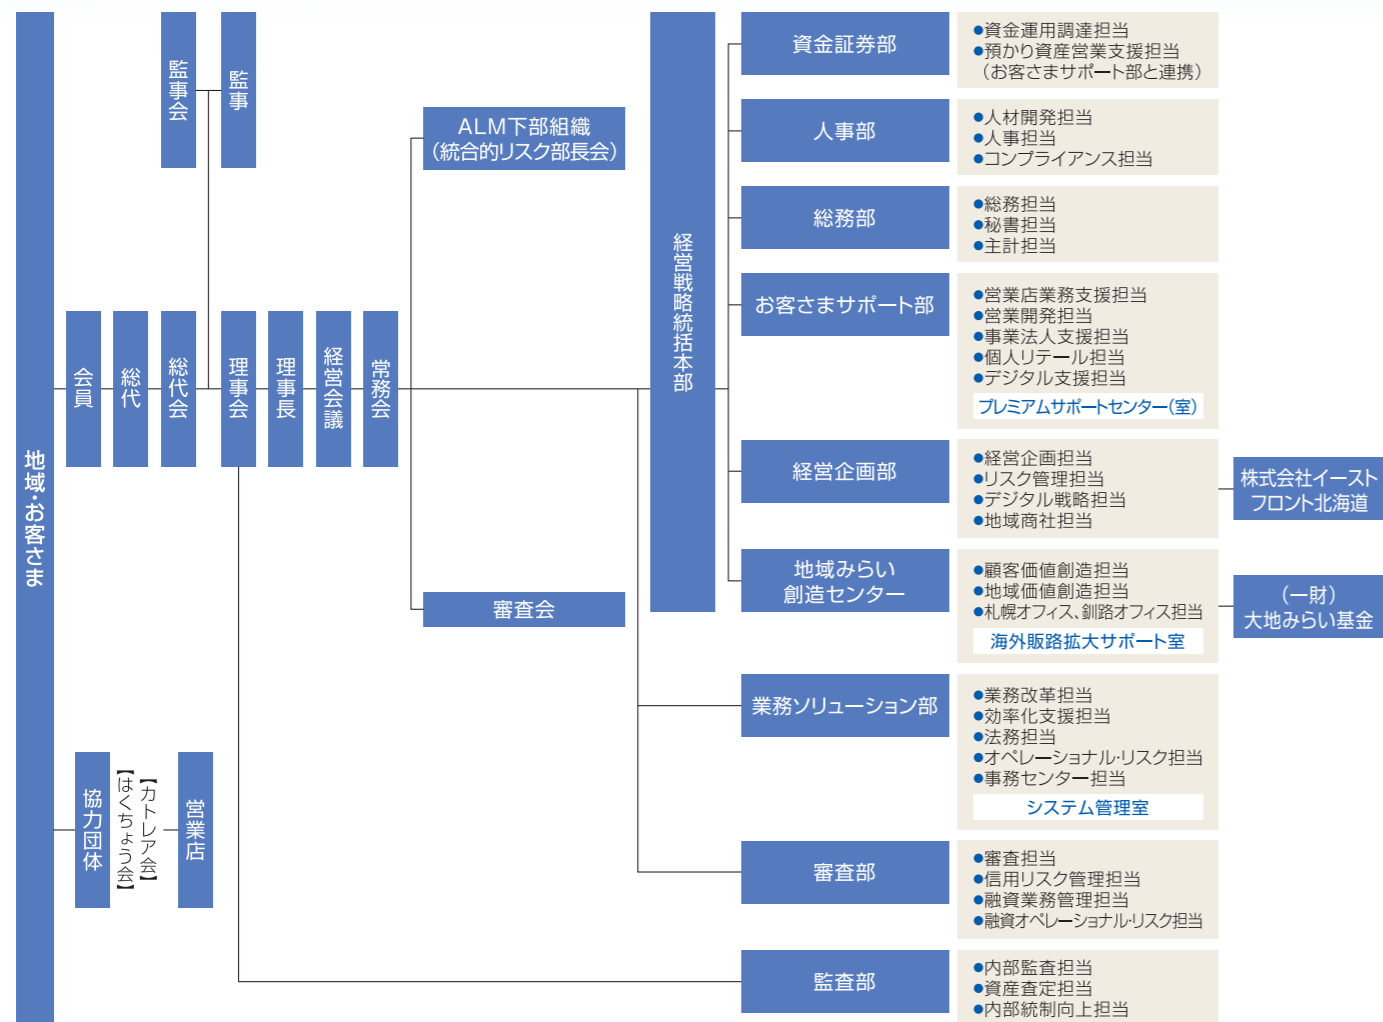 地域・お客さま
会員
総代
総代会
監事会
監事
理事会
理事長
経営会議
常務会
ALM下部組織
(統合的リスク部長会)
審査会
協力団体
【カトレア会】
【はくちょう会】
営業店
経営戦略統括本部
資金証券部
●資金運用調達担当
●預かり資産営業支援担当
(お客さまサポート部と連携)
人事部
●人材開発担当
●人事担当
●コンプライアンス担当
総務部
●総務担当
●秘書担当
●主計担当
お客さまサポート部
●営業店業務支援担当
●営業開発担当
●事業法人支援担当
●個人リテール担当
●デジタル支援担当
プレミアムサポートセンター(室)
経営企画部
●経営企画担当
●リスク管理担当
●デジタル戦略担当
●地域商社担当
株式会社イースト
フロント北海道
地域みらい
創造センター
●顧客価値創造担当
●地域価値創造担当
●札幌オフィス、釧路オフィス担当
海外販路拡大サポート室
(一財)
大地みらい基金
業務ソリューション部
●業務改革担当
●効率化支援担当
●法務担当
●オペレーショナル・リスク担当
●事務センター担当
システム管理室
審査部
●審査担当
●信用リスク管理担当
●融資業務管理担当
●融資オペレーショナル・リスク担当
監査部
●内部監査担当
●資産査定担当
●内部統制向上担当